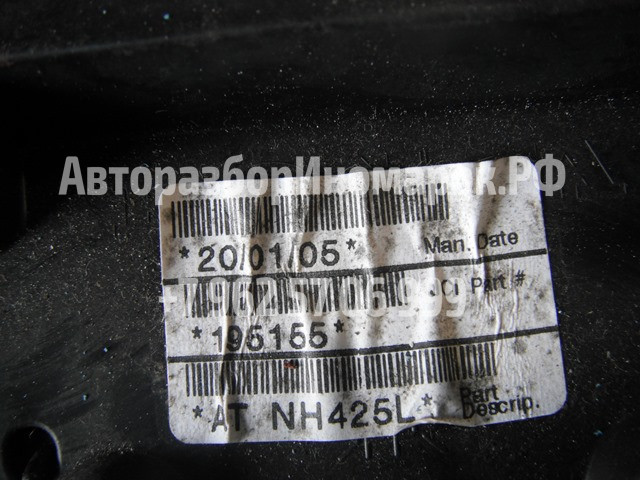 АвторазборИномарок.РФ
*20/01/05* Man. Date
JCI Part #
*195155*
*AT NH425L* Part Descrip.